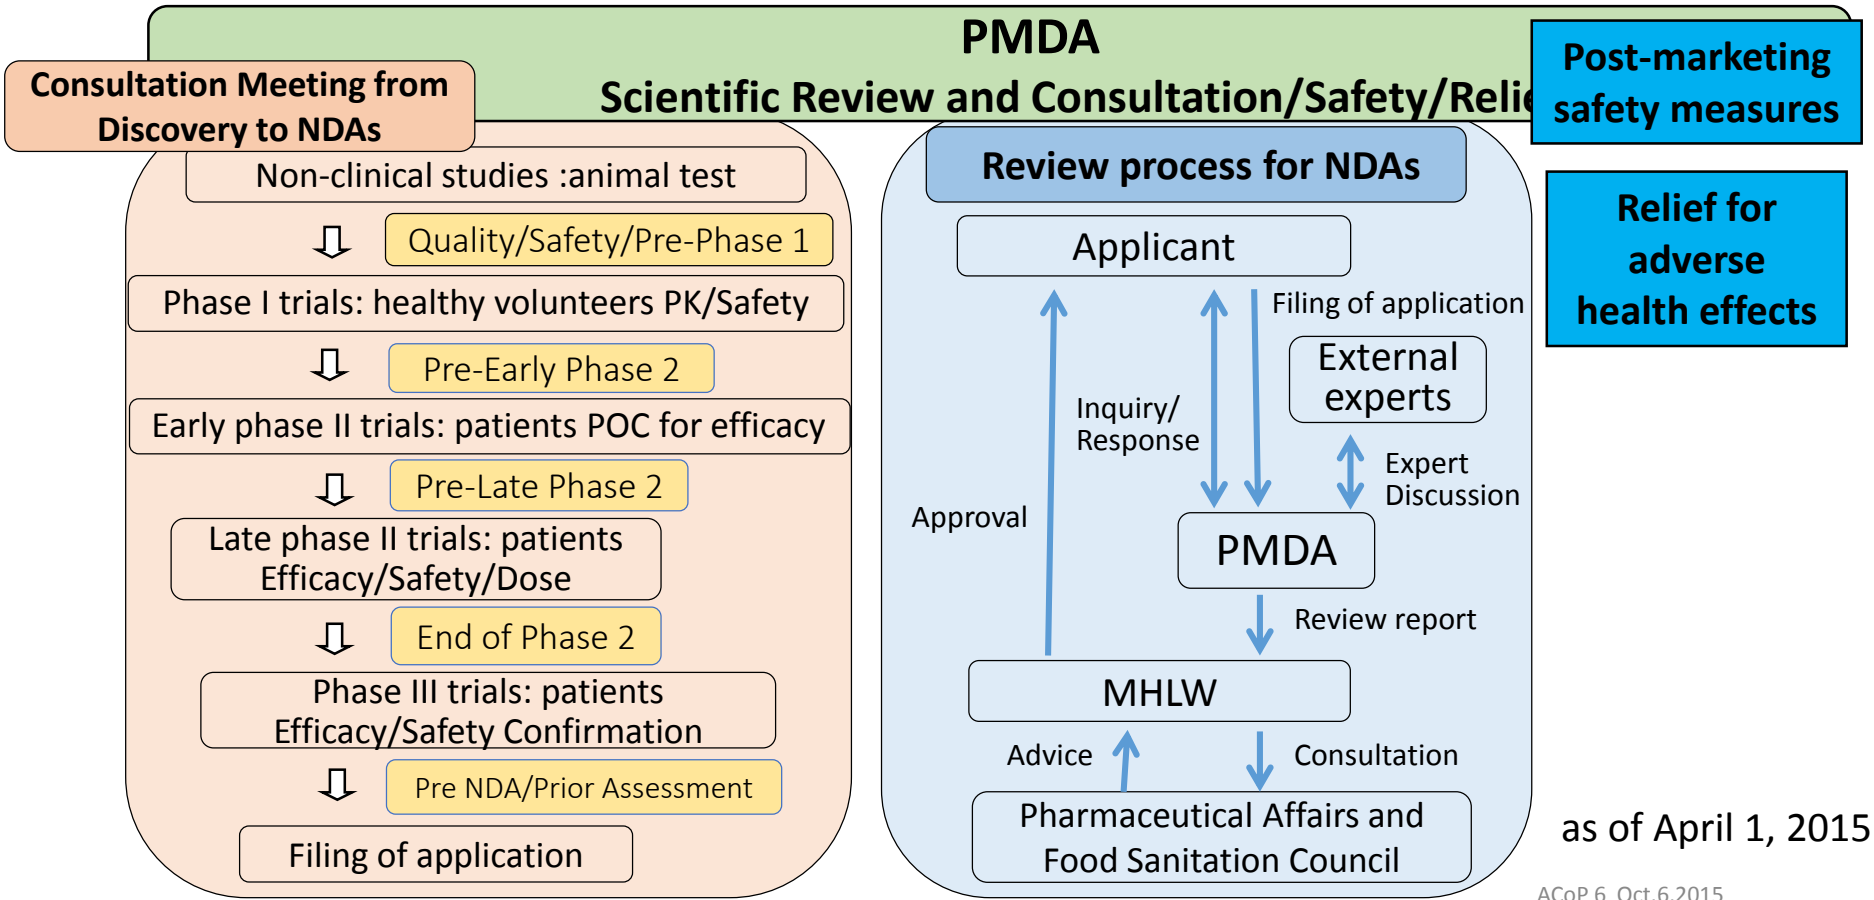 PMDA
Scientific Review and Consultation/Safety/Relie
Consultation Meeting from
Discovery to NDAs
Non-clinical studies :animal test
Quality/Safety/Pre-Phase 1
Phase I trials: healthy volunteers PK/Safety
Pre-Early Phase 2
Early phase II trials: patients POC for efficacy
Pre-Late Phase 2
Late phase II trials: patients
Efficacy/Safety/Dose
End of Phase 2
Phase III trials: patients
Efficacy/Safety Confirmation
Pre NDA/Prior Assessment
Filing of application
Review process for NDAs
Applicant
Filing of application
External
experts
Inquiry/
Response
Expert
Discussion
Approval
PMDA
Review report
MHLW
Advice
Consultation
Pharmaceutical Affairs and
Food Sanitation Council
Post-marketing
safety measures
Relief for
adverse
health effects
as of April 1, 2015
ACoP 6 Oct.6.2015